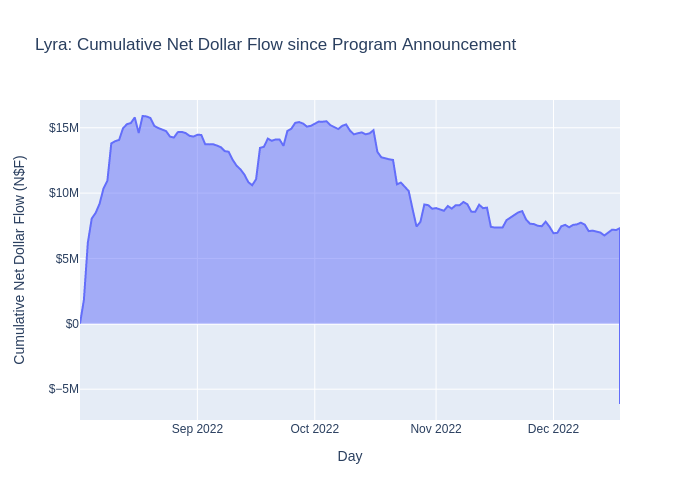 Lyra: Cumulative Net Dollar Flow since Program Announcement
Cumulative Net Dollar Flow (N$F)
$15M
$10M
$5M
$0
$−5M
Sep 2022
Oct 2022
Nov 2022
Dec 2022
Day